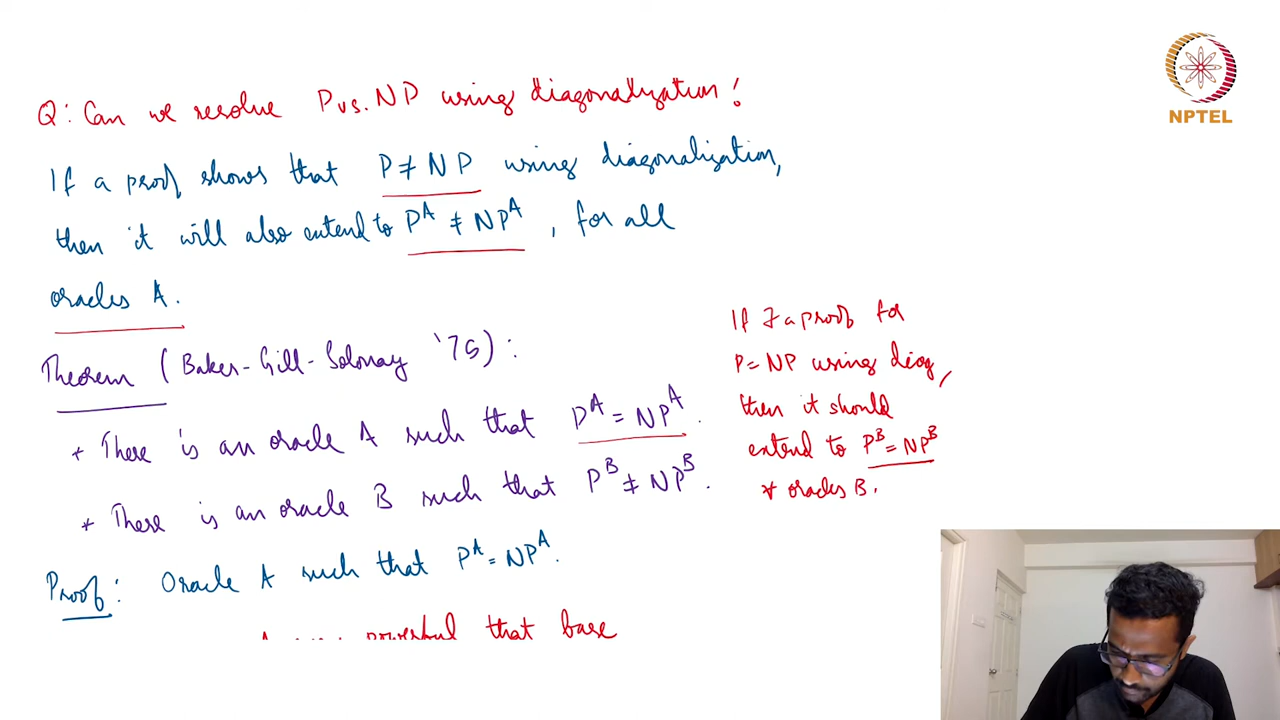 Q: Can we resolve P vs. NP using diagonalization?
If a proof shows that P ≠ NP using diagonalization,
then it will also extend to P^A ≠ NP^A, for all
oracles A.
Theorem (Baker-Gill-Solovay '75):
* There is an oracle A such that P^A = NP^A.
* There is an oracle B such that P^B ≠ NP^B.
Proof: Oracle A such that P^A = NP^A.
powerful that base
If ∃ a proof for
P = NP using diag,
then it should
extend to P^B = NP^B
∀ oracles B.
NPTEL